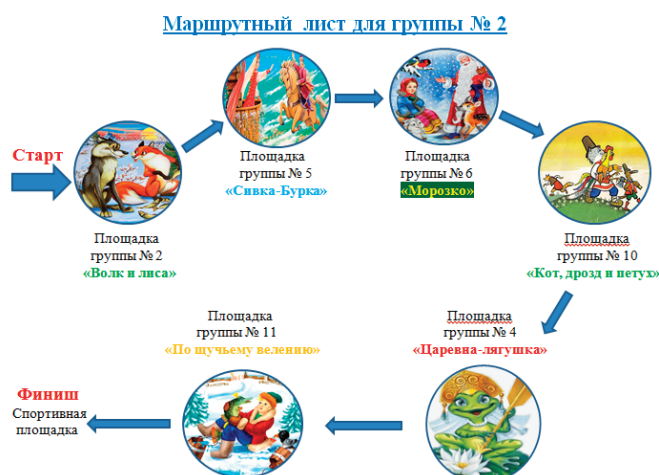 Маршрутный лист для группы № 2
Старт
Площадка
группы № 2
«Волк и лиса»
Площадка
группы № 5
«Сивка-Бурка»
Площадка
группы № 6
«Морозко»
Площадка
группы № 10
«Кот, дрозд и петух»
Площадка
группы № 4
«Царевна-лягушка»
Площадка
группы № 11
«По щучьему велению»
Финиш
Спортивная
площадка